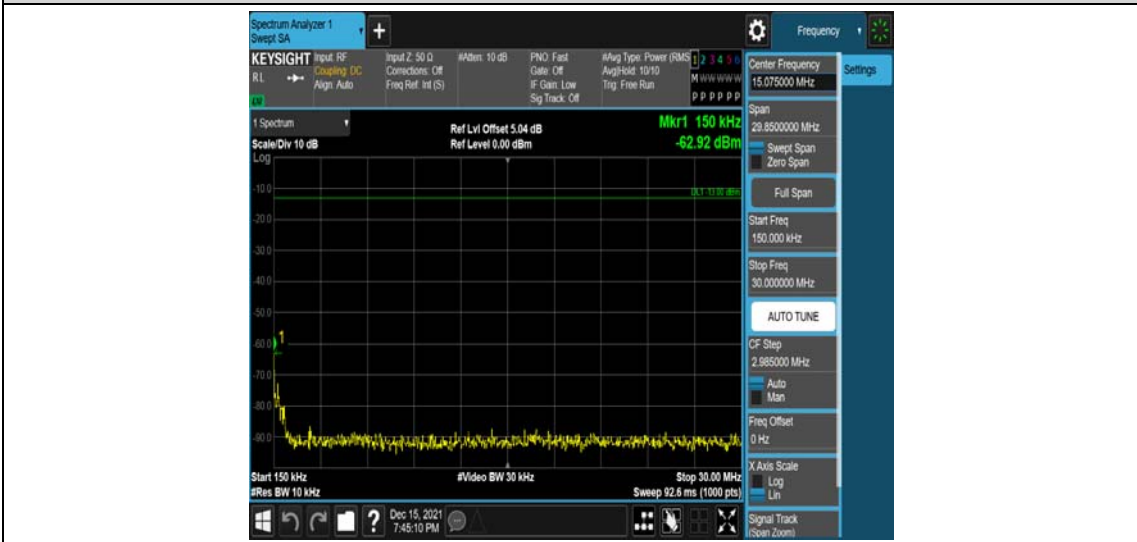 Spectrum Analyzer 1
Swept SA
+
Frequency
KEYSIGHT
RL
Input: RF
Coupling: DC
Align: Auto
Input Z: 50 Ω
Corrections: Off
Freq Ref: Int (S)
#Atten: 10 dB
PNO: Fast
Gate: Off
IF Gain: Low
Sig Track: Off
#Avg Type: Power (RMS
Avg|Hold: 10/10
Trig: Free Run
1 2 3 4 5 6
M W W W W W
P P P P P P
Center Frequency
15.075000 MHz
Settings
Span
29.8500000 MHz
Swept Span
Zero Span
Full Span
Start Freq
150.000 kHz
Stop Freq
30.000000 MHz
AUTO TUNE
CF Step
2.985000 MHz
Auto
Man
Freq Offset
0 Hz
X Axis Scale
Log
Lin
Signal Track
(Span Zoom)
1 Spectrum
Scale/Div 10 dB
Log
Ref Lvl Offset 5.04 dB
Ref Level 0.00 dBm
Mkr1 150 kHz
-62.92 dBm
DL1 -13.00 dBm
-10.0
-20.0
-30.0
-40.0
-50.0
-60.0
-70.0
-80.0
-90.0
1
Start 150 kHz
#Res BW 10 kHz
#Video BW 30 kHz
Stop 30.00 MHz
Sweep 92.6 ms (1000 pts)
?
Dec 15, 2021
7:45:10 PM